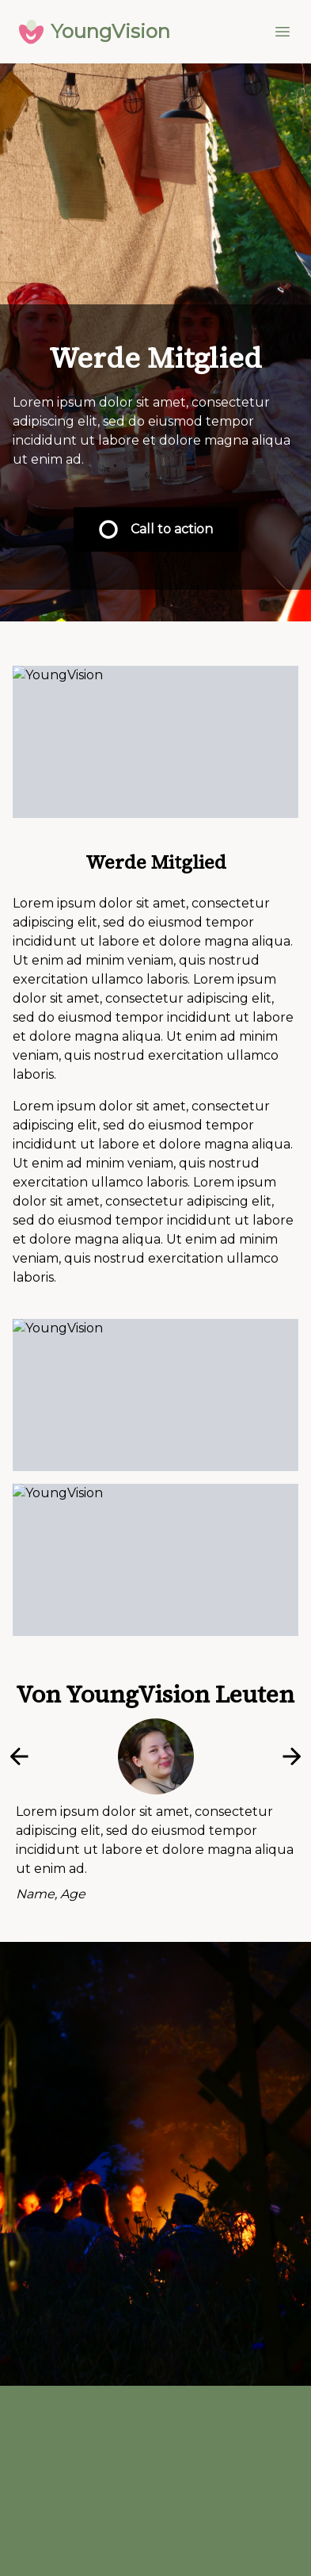 YoungVision
Werde Mitglied
Lorem ipsum dolor sit amet, consectetur
adipiscing elit, sed do eiusmod tempor
incididunt ut labore et dolore magna aliqua
ut enim ad.
Call to action
YoungVision
Werde Mitglied
Lorem ipsum dolor sit amet, consectetur
adipiscing elit, sed do eiusmod tempor
incididunt ut labore et dolore magna aliqua.
Ut enim ad minim veniam, quis nostrud
exercitation ullamco laboris. Lorem ipsum
dolor sit amet, consectetur adipiscing elit,
sed do eiusmod tempor incididunt ut labore
et dolore magna aliqua. Ut enim ad minim
veniam, quis nostrud exercitation ullamco
laboris.
Lorem ipsum dolor sit amet, consectetur
adipiscing elit, sed do eiusmod tempor
incididunt ut labore et dolore magna aliqua.
Ut enim ad minim veniam, quis nostrud
exercitation ullamco laboris. Lorem ipsum
dolor sit amet, consectetur adipiscing elit,
sed do eiusmod tempor incididunt ut labore
et dolore magna aliqua. Ut enim ad minim
veniam, quis nostrud exercitation ullamco
laboris.
YoungVision
YoungVision
Von YoungVision Leuten
Lorem ipsum dolor sit amet, consectetur
adipiscing elit, sed do eiusmod tempor
incididunt ut labore et dolore magna aliqua
ut enim ad.
Name, Age